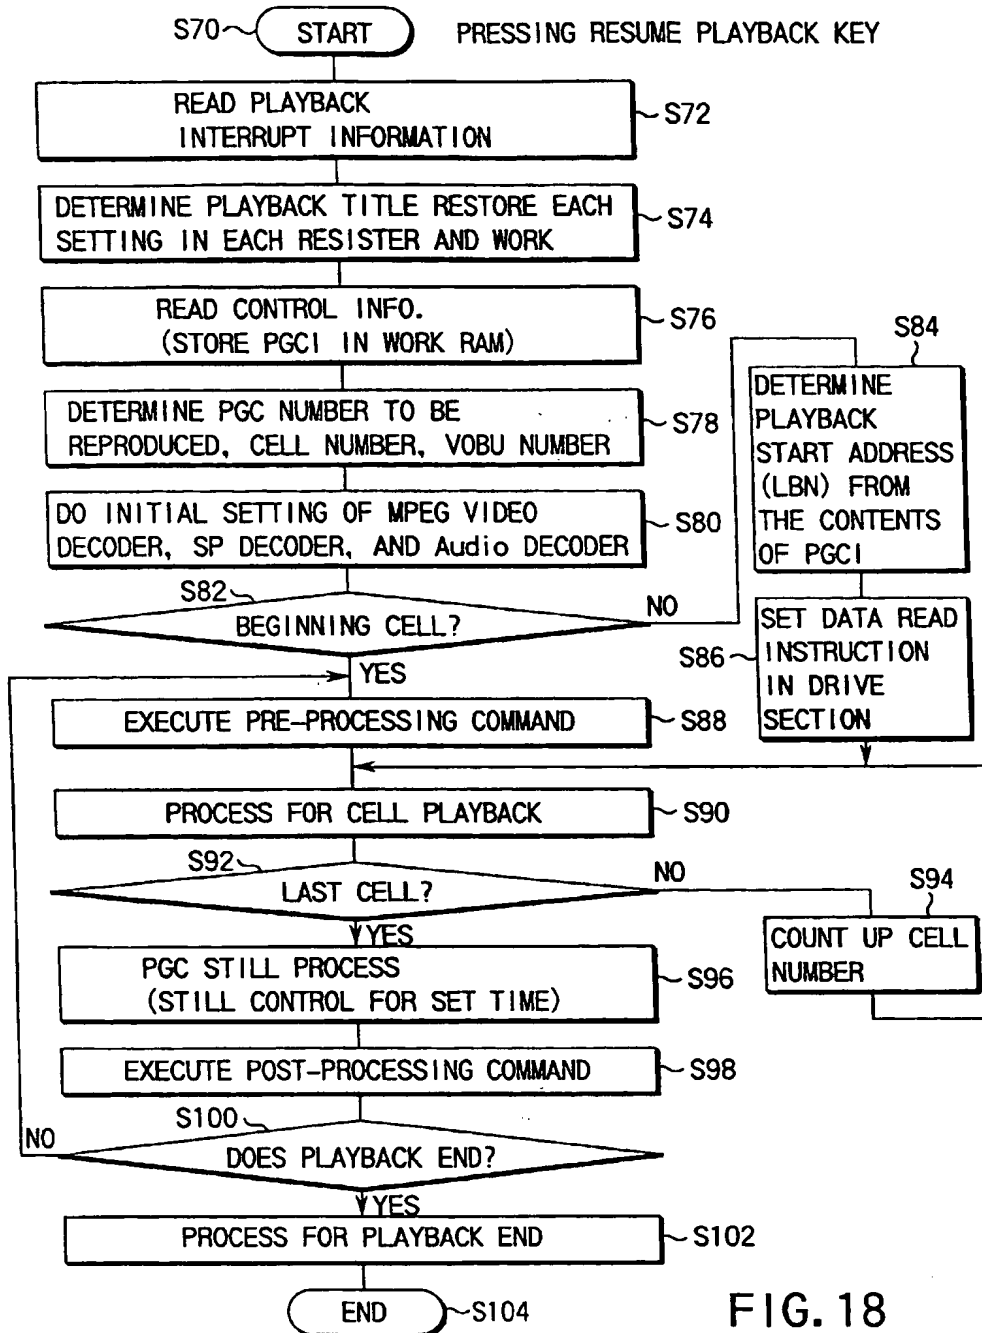 S70
START
PRESSING RESUME PLAYBACK KEY
READ PLAYBACK
INTERRUPT INFORMATION
S72
DETERMINE PLAYBACK TITLE RESTORE EACH
SETTING IN EACH RESISTER AND WORK
S74
READ CONTROL INFO.
(STORE PGCI IN WORK RAM)
S76
DETERMINE PGC NUMBER TO BE
REPRODUCED, CELL NUMBER, VOBU NUMBER
S78
DO INITIAL SETTING OF MPEG VIDEO
DECODER, SP DECODER, AND Audio DECODER
S80
S82
BEGINNING CELL?
NO
YES
S84
DETERMINE
PLAYBACK
START ADDRESS
(LBN) FROM
THE CONTENTS
OF PGCI
S86
SET DATA READ
INSTRUCTION
IN DRIVE
SECTION
EXECUTE PRE-PROCESSING COMMAND
S88
PROCESS FOR CELL PLAYBACK
S90
S92
LAST CELL?
NO
YES
S94
COUNT UP CELL
NUMBER
PGC STILL PROCESS
(STILL CONTROL FOR SET TIME)
S96
EXECUTE POST-PROCESSING COMMAND
S98
S100
NO
DOES PLAYBACK END?
YES
PROCESS FOR PLAYBACK END
S102
END
S104
FIG. 18